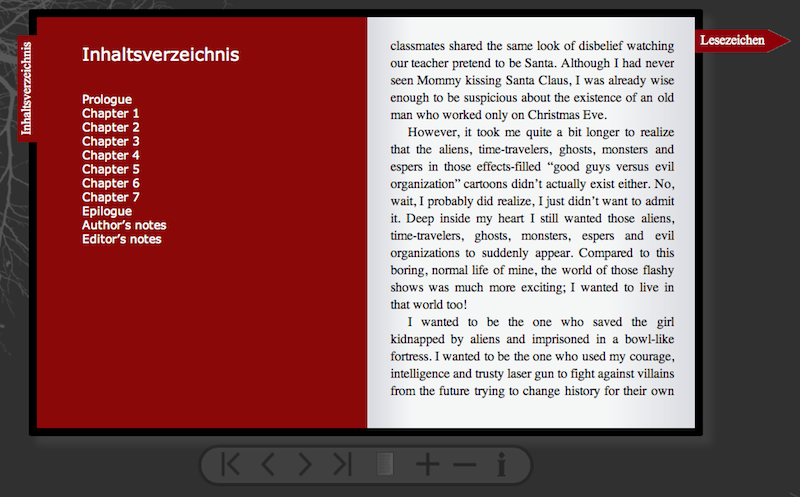 Inhaltsverzeichnis
Inhaltsverzeichnis
Prologue
Chapter 1
Chapter 2
Chapter 3
Chapter 4
Chapter 5
Chapter 6
Chapter 7
Epilogue
Author's notes
Editor's notes
classmates shared the same look of disbelief watching
our teacher pretend to be Santa. Although I had never
seen Mommy kissing Santa Claus, I was already wise
enough to be suspicious about the existence of an old
man who worked only on Christmas Eve.
However, it took me quite a bit longer to realize
that the aliens, time-travelers, ghosts, monsters and
espers in those effects-filled “good guys versus evil
organization” cartoons didn’t actually exist either. No,
wait, I probably did realize, I just didn’t want to admit
it. Deep inside my heart I still wanted those aliens,
time-travelers, ghosts, monsters, espers and evil
organizations to suddenly appear. Compared to this
boring, normal life of mine, the world of those flashy
shows was much more exciting; I wanted to live in
that world too!
I wanted to be the one who saved the girl
kidnapped by aliens and imprisoned in a bowl-like
fortress. I wanted to be the one who used my courage,
intelligence and trusty laser gun to fight against villains
from the future trying to change history for their own
Lesezeichen